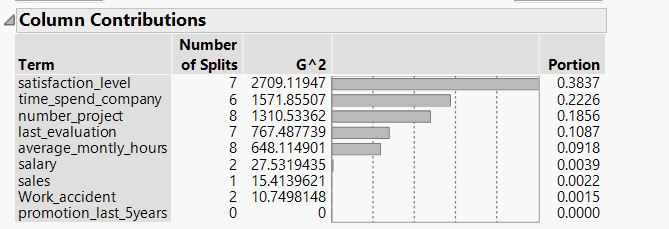 Column Contributions
Number
Term of Splits G^2 Portion
satisfaction_level 7 2709.11947 0.3837
time_spend_company 6 1571.85507 0.2226
number_project 8 1310.53362 0.1856
last_evaluation 7 767.487739 0.1087
average_montly_hours 8 648.114901 0.0918
salary 2 27.5319435 0.0039
sales 1 15.4139621 0.0022
Work_accident 2 10.7498148 0.0015
promotion_last_5years 0 0 0.0000